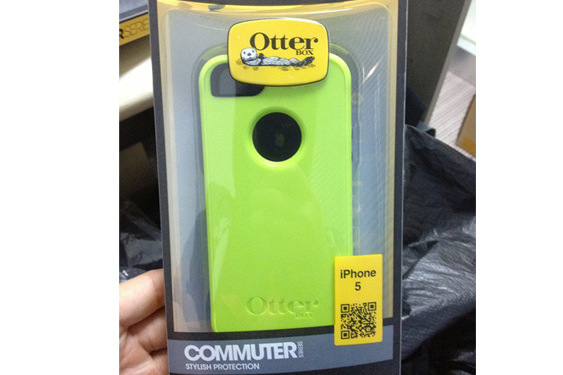 Otter
BOX
Otter
BOX
iPhone
5
COMMUTER SERIES
STYLISH PROTECTION